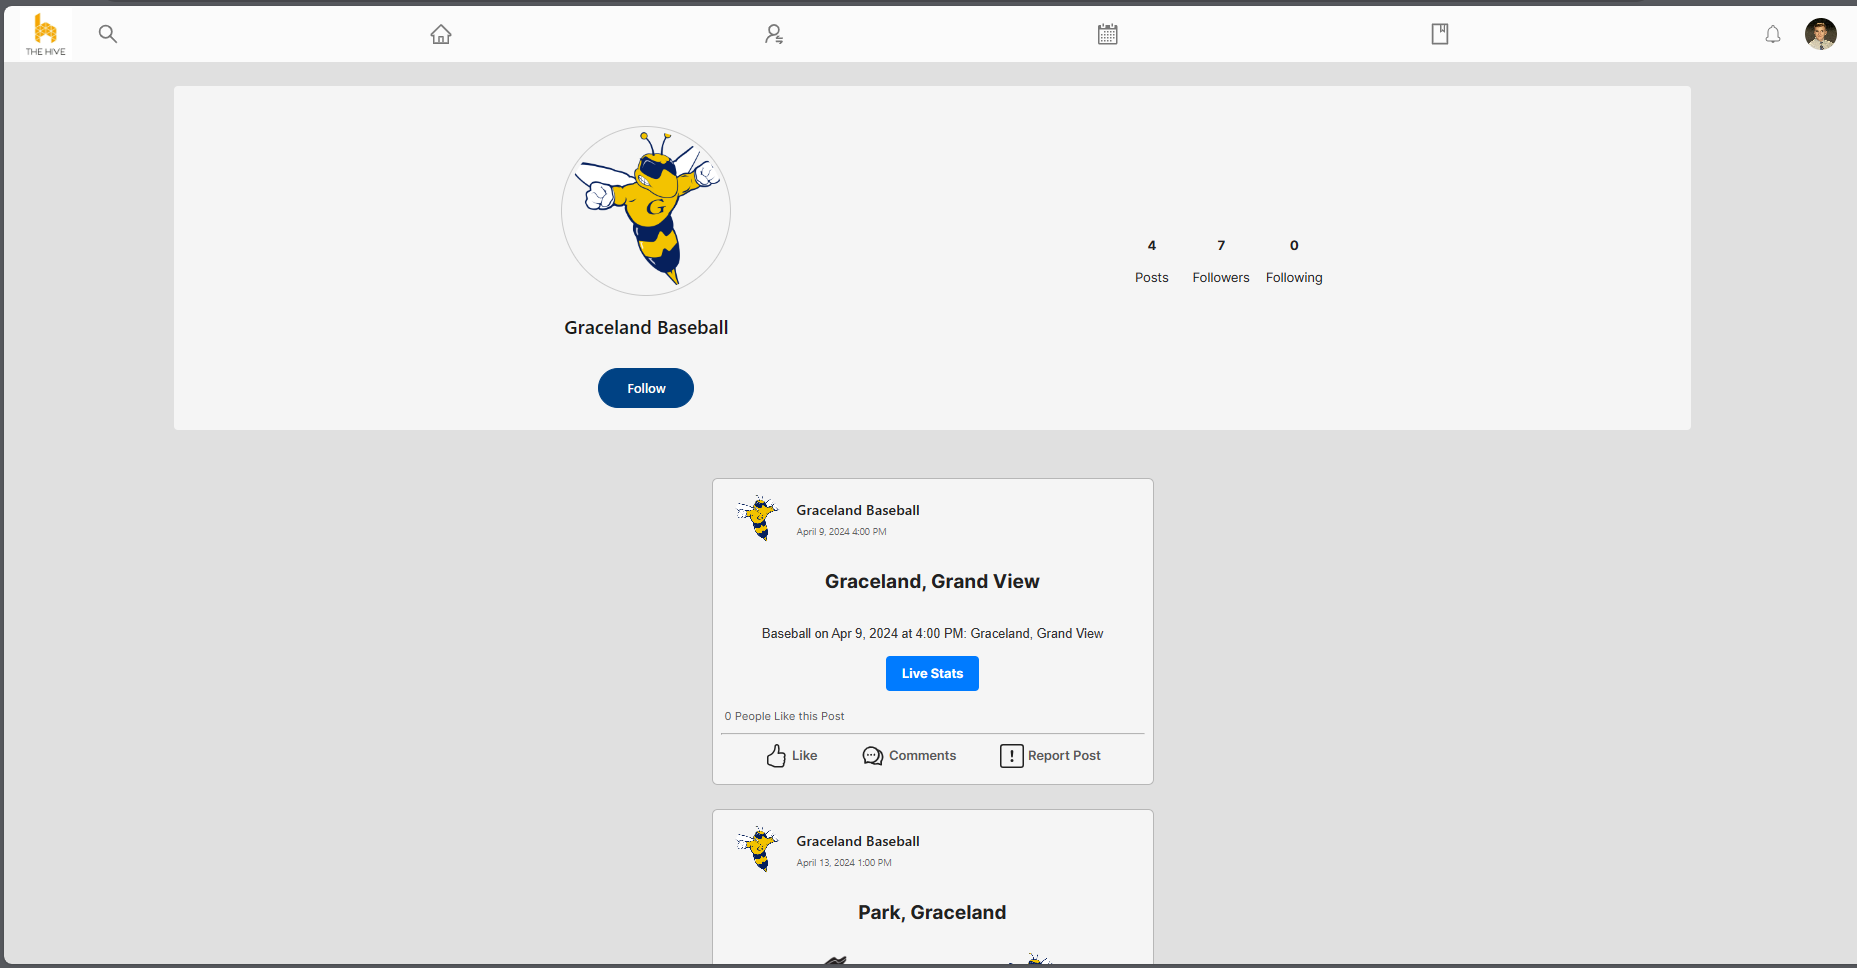 THE HIVE
G
4 7 0
Posts Followers Following
Graceland Baseball
Follow
Graceland Baseball
April 9, 2024 4:00 PM
Graceland, Grand View
Baseball on Apr 9, 2024 at 4:00 PM: Graceland, Grand View
Live Stats
0 People Like this Post
Like Comments ! Report Post
Graceland Baseball
April 13, 2024 1:00 PM
Park, Graceland